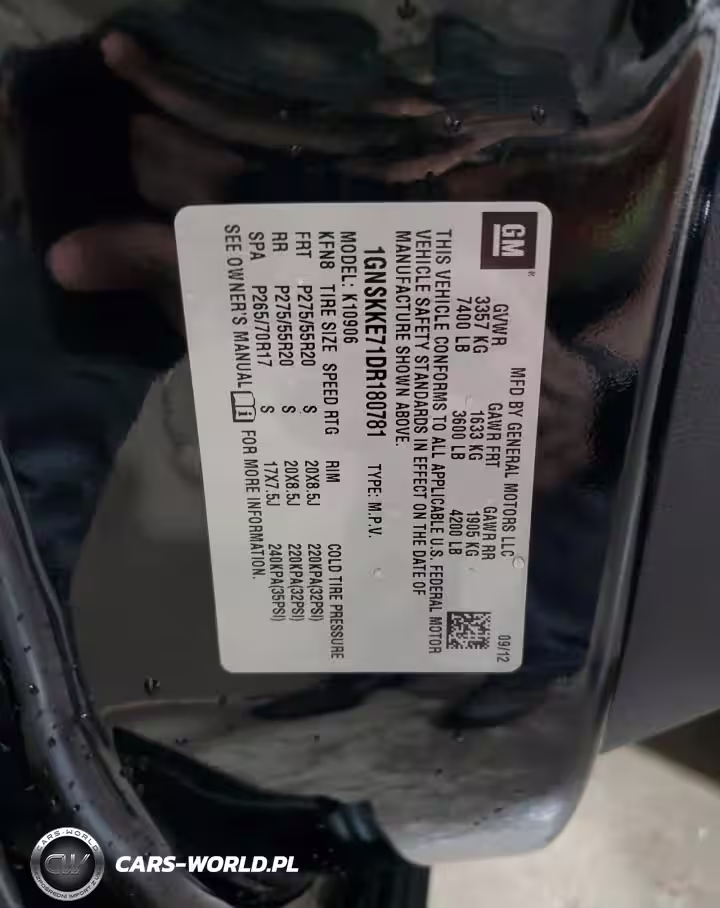 GM ®
MFD BY GENERAL MOTORS LLC 09/12
GVWR GAWR FRT GAWR RR
3357 KG 1633 KG 1905 KG
7400 LB 3600 LB 4200 LB
THIS VEHICLE CONFORMS TO ALL APPLICABLE U.S. FEDERAL MOTOR
VEHICLE SAFETY STANDARDS IN EFFECT ON THE DATE OF
MANUFACTURE SHOWN ABOVE.
1GNSKKE71DR180781 TYPE: M.P.V.
MODEL: K10906
KFN8 TIRE SIZE SPEED RTG RIM COLD TIRE PRESSURE
FRT P275/55R20 S 20X8.5J 220KPA(32PSI)
RR P275/55R20 S 20X8.5J 220KPA(32PSI)
SPA P265/70R17 S 17X7.5J 240KPA(35PSI)
SEE OWNER'S MANUAL i FOR MORE INFORMATION.
CARS-WORLD
CW
CARS-WORLD.PL